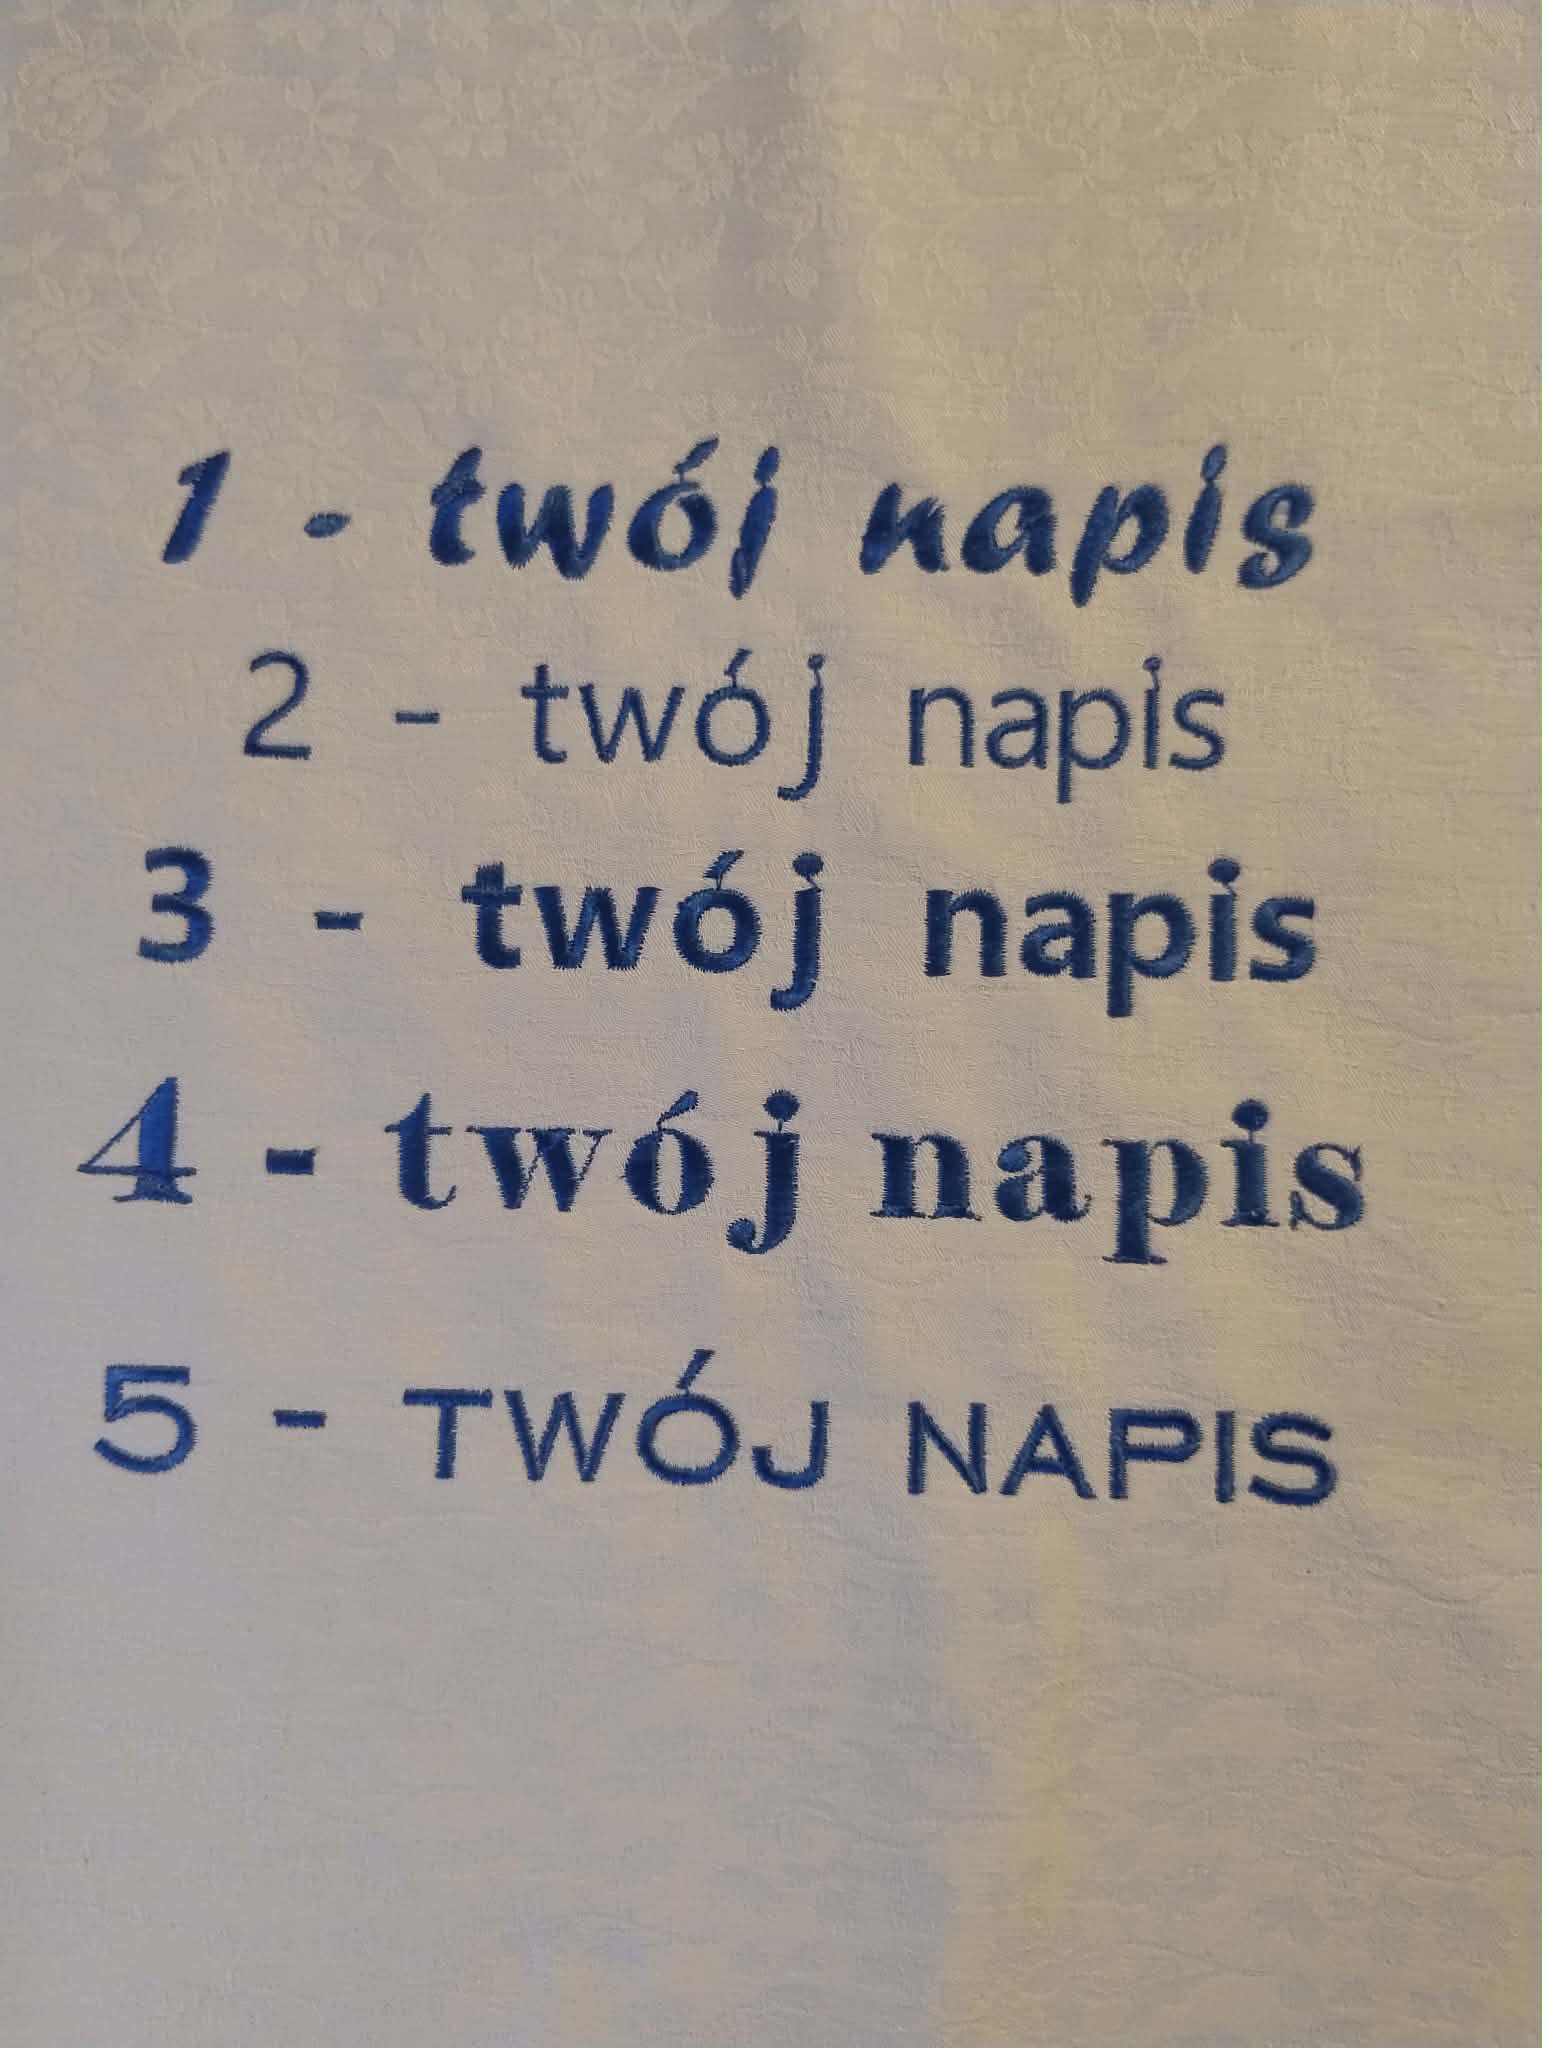 1 - twój napis
2 - twój napis
3 - twój napis
4 - twój napis
5 - TWÓJ NAPIS